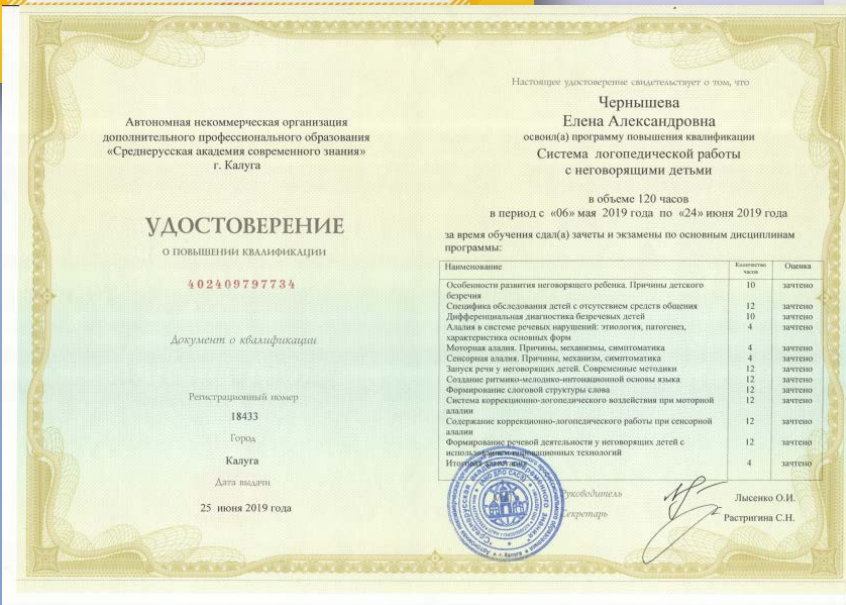 Автономная некоммерческая организация
дополнительного профессионального образования
«Среднерусская академия современного знания»
г. Калуга
УДОСТОВЕРЕНИЕ
О ПОВЫШЕНИИ КВАЛИФИКАЦИИ
402409797734
Документ о квалификации
Регистрационный номер
18433
Город
Калуга
Дата выдачи
25 июня 2019 года
Настоящее удостоверение свидетельствует о том, что
Чернышева
Елена Александровна
освоил(а) программу повышения квалификации
Система логопедической работы
с неговорящими детьми
в объеме 120 часов
в период с «06» мая 2019 года по «24» июня 2019 года
за время обучения сдал(а) зачеты и экзамены по основным дисциплинам
программы:
Наименование Количество часов Оценка
Особенности развития неговорящего ребенка. Причины детского 10 зачтено
безречия
Специфика обследования детей с отсутствием средств общения 12 зачтено
Дифференциальная диагностика безречевых детей 10 зачтено
Алалия в системе речевых нарушений: этиология, патогенез, 4 зачтено
характеристика основных форм
Моторная алалия. Причины, механизмы, симптоматика 4 зачтено
Сенсорная алалия. Причины, механизм, симптоматика 4 зачтено
Запуск речи у неговорящих детей. Современные методики 12 зачтено
Создание ритмико-мелодико-интонационной основы языка 12 зачтено
Формирование слоговой структуры слова 12 зачтено
Система коррекционно-логопедического воздействия при моторной 12 зачтено
алалии
Содержание коррекционно-логопедического работы при сенсорной 12 зачтено
алалии
Формирование речевой деятельности у неговорящих детей с 12 зачтено
использованием инновационных технологий
4 зачтено
Руководитель
Лысенко О.И.
Секретарь
Растригина С.Н.